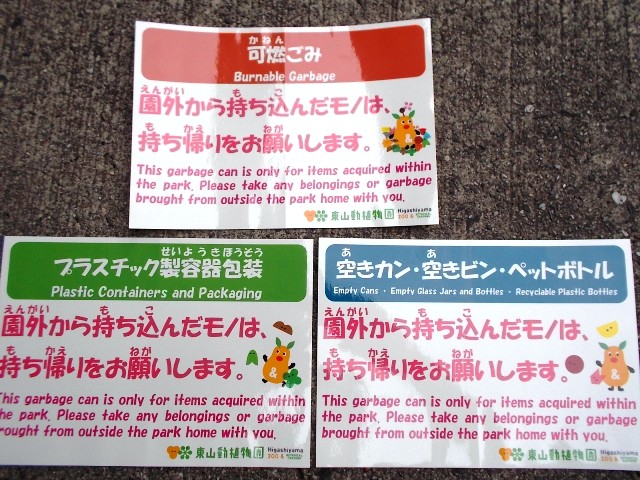 かねん
可燃ごみ
Burnable Garbage
えんがい も こ
園外から持ち込んだモノは、
も かえ ねが
持ち帰りをお願いします。
&
This garbage can is only for items acquired within
the park. Please take any belongings or garbage
brought from outside the park home with you.
東山動植物園 Higashiyama
ZOO &
せいようきほうそう
プラスチック製容器包装
Plastic Containers and Packaging
えんがい も こ
園外から持ち込んだモノは、
も かえ ねが
持ち帰りをお願いします。
&
This garbage can is only for items acquired within
the park. Please take any belongings or garbage
brought from outside the park home with you.
東山動植物園 Higashiyama
ZOO &
あ あ
空きカン・空きビン・ペットボトル
Empty Cans・Empty Glass Jars and Bottles・Recyclable Plastic Bottles
えんがい も こ
園外から持ち込んだモノは、
も かえ ねが
持ち帰りをお願いします。
&
This garbage can is only for items acquired within
the park. Please take any belongings or garbage
brought from outside the park home with you.
東山動植物園 Higashiyama
ZOO &